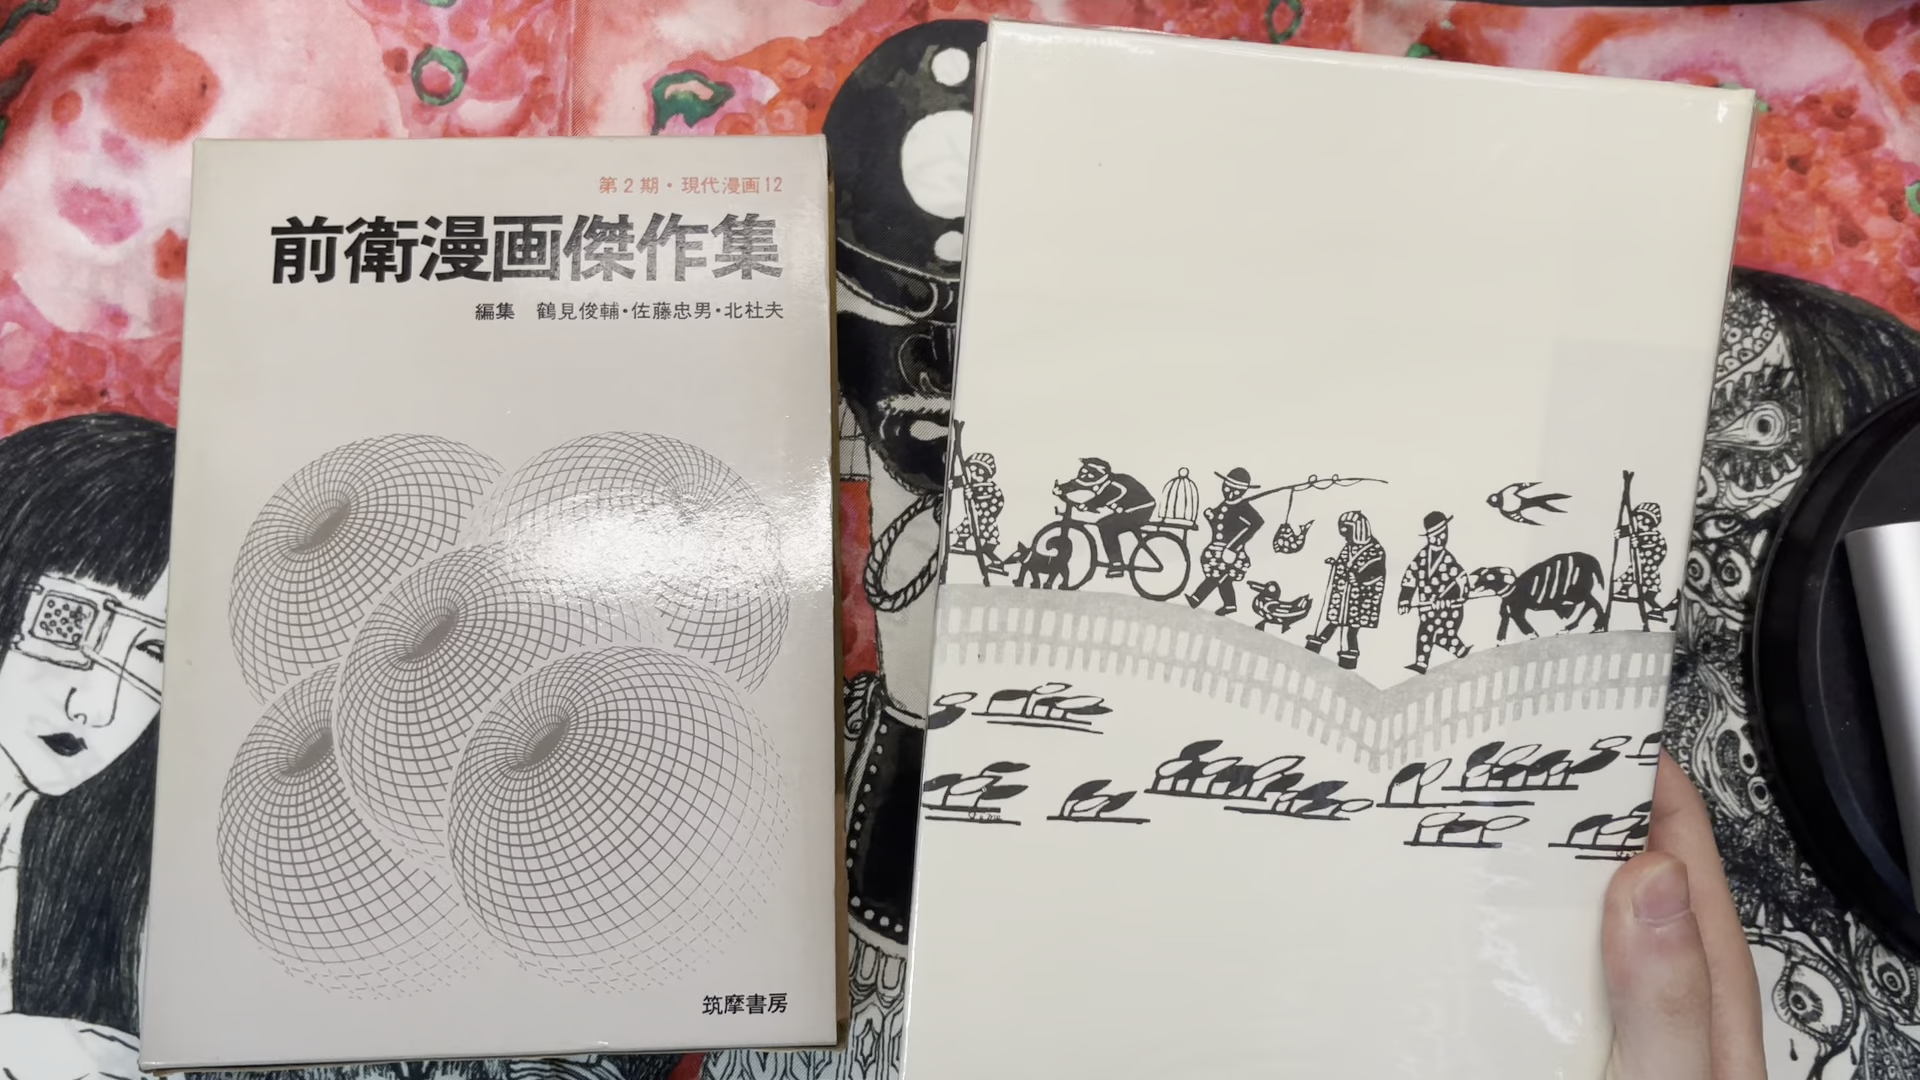 第2期・現代漫画12
前衛漫画傑作集
編集 鶴見俊輔・佐藤忠男・北杜夫
筑摩書房